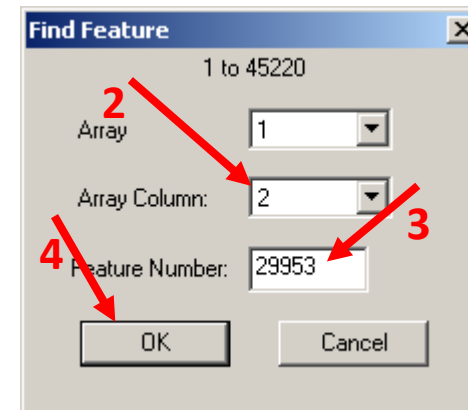 Find Feature
1 to 45220
2
Array 1
Array Column: 2
3
4
Feature Number: 29953
OK Cancel